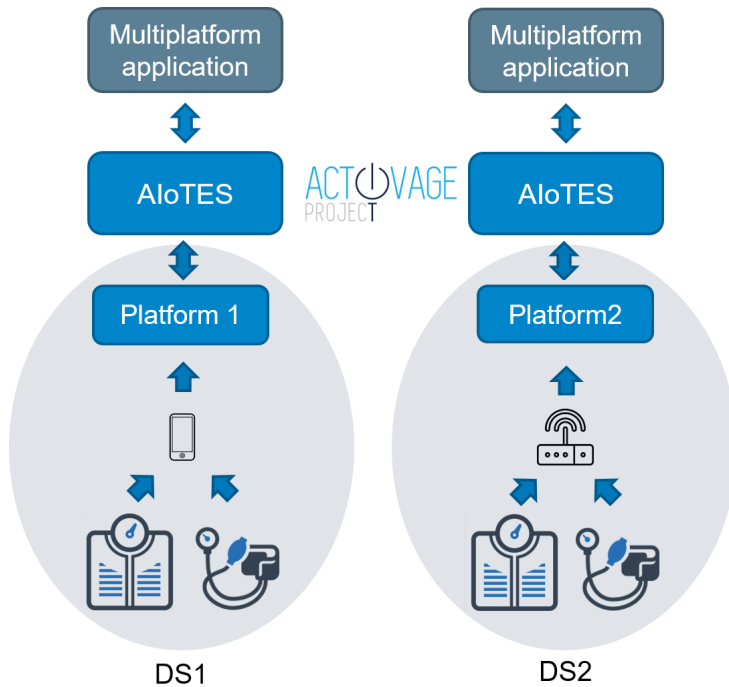 Multiplatform
application
Multiplatform
application
AIoTES
ACTIVAGE
PROJECT
AIoTES
Platform 1
Platform2
DS1
DS2